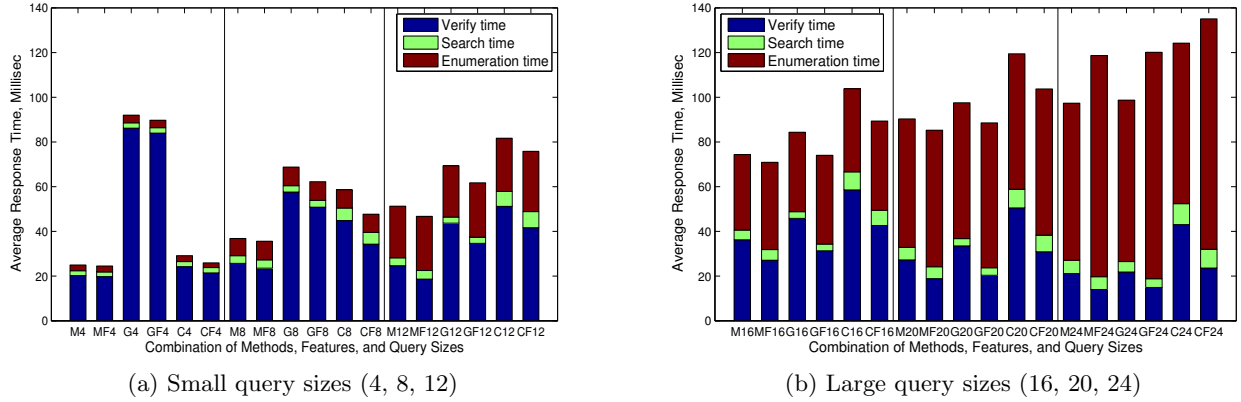 140
120
100
80
60
40
20
0
Average Response Time, Millisec
Verify time
Search time
Enumeration time
M4 MF4 G4 GF4 C4 CF4 M8 MF8 G8 GF8 C8 CF8 M12 MF12 G12 GF12 C12 CF12
Combination of Methods, Features, and Query Sizes
(a) Small query sizes (4, 8, 12)
140
120
100
80
60
40
20
0
Average Response Time, Millisec
Verify time
Search time
Enumeration time
M16 MF16 G16 GF16 C16 CF16 M20 MF20 G20 GF20 C20 CF20 M24 MF24 G24 GF24 C24 CF24
Combination of Methods, Features, and Query Sizes
(b) Large query sizes (16, 20, 24)